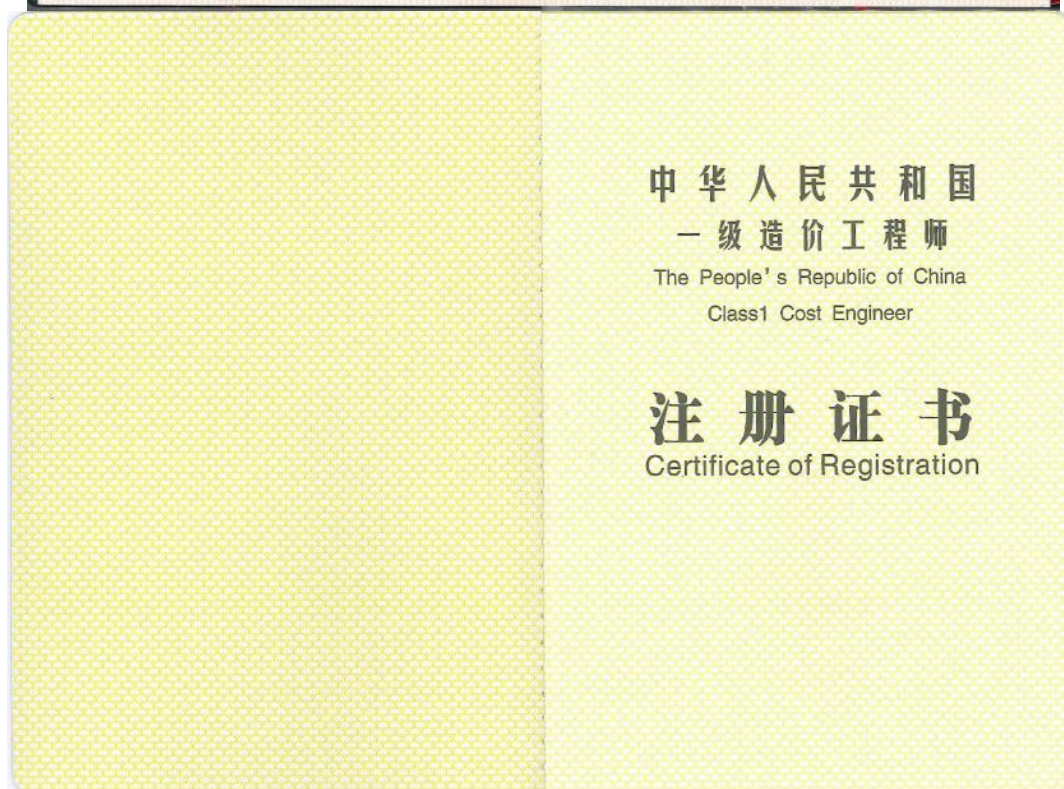 中华人民共和国
一级造价工程师
The People's Republic of China
Class1 Cost Engineer
注册证书
Certificate of Registration